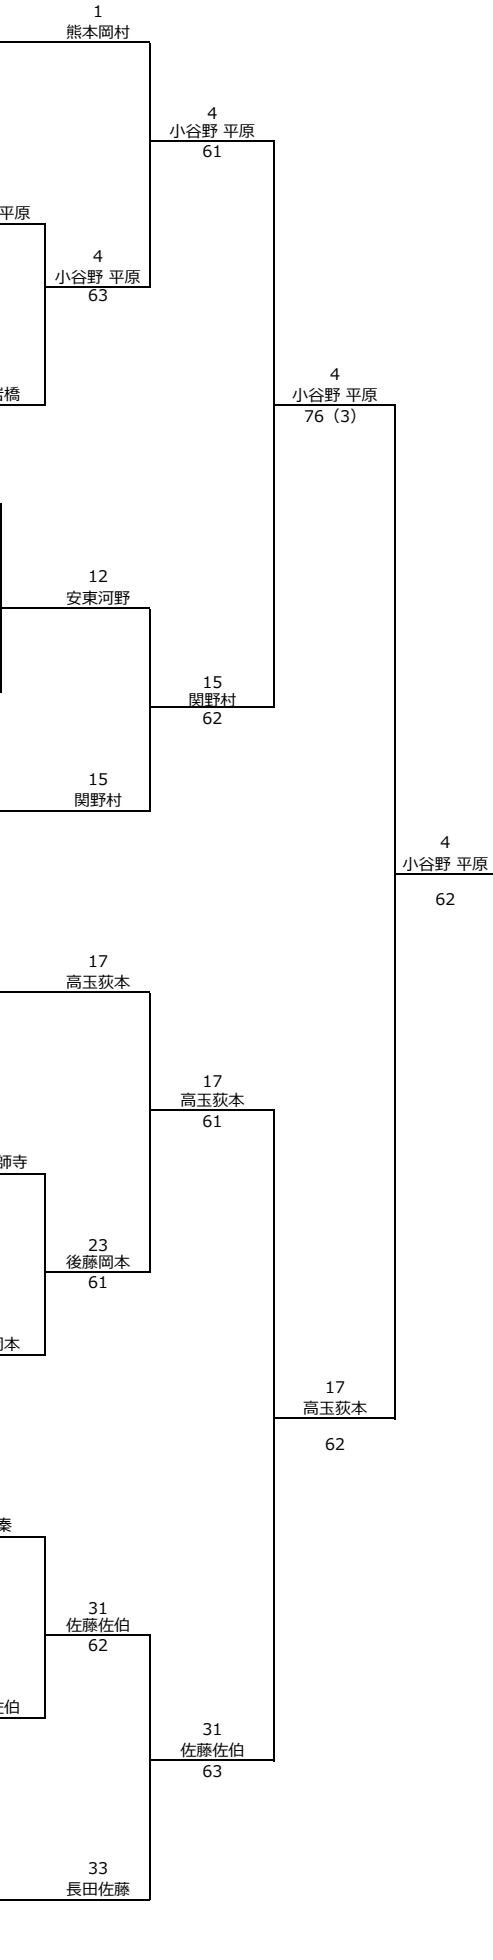 1
熊本岡村
4
小谷野 平原
61
平原
4
小谷野 平原
63
橋
4
小谷野 平原
76（3）
12
安東河野
15
関野村
62
15
関野村
4
小谷野 平原
62
17
高玉荻本
17
高玉荻本
61
師寺
23
後藤岡本
61
本
17
高玉荻本
62
秦
31
佐藤佐伯
62
伯
31
佐藤佐伯
63
33
長田佐藤